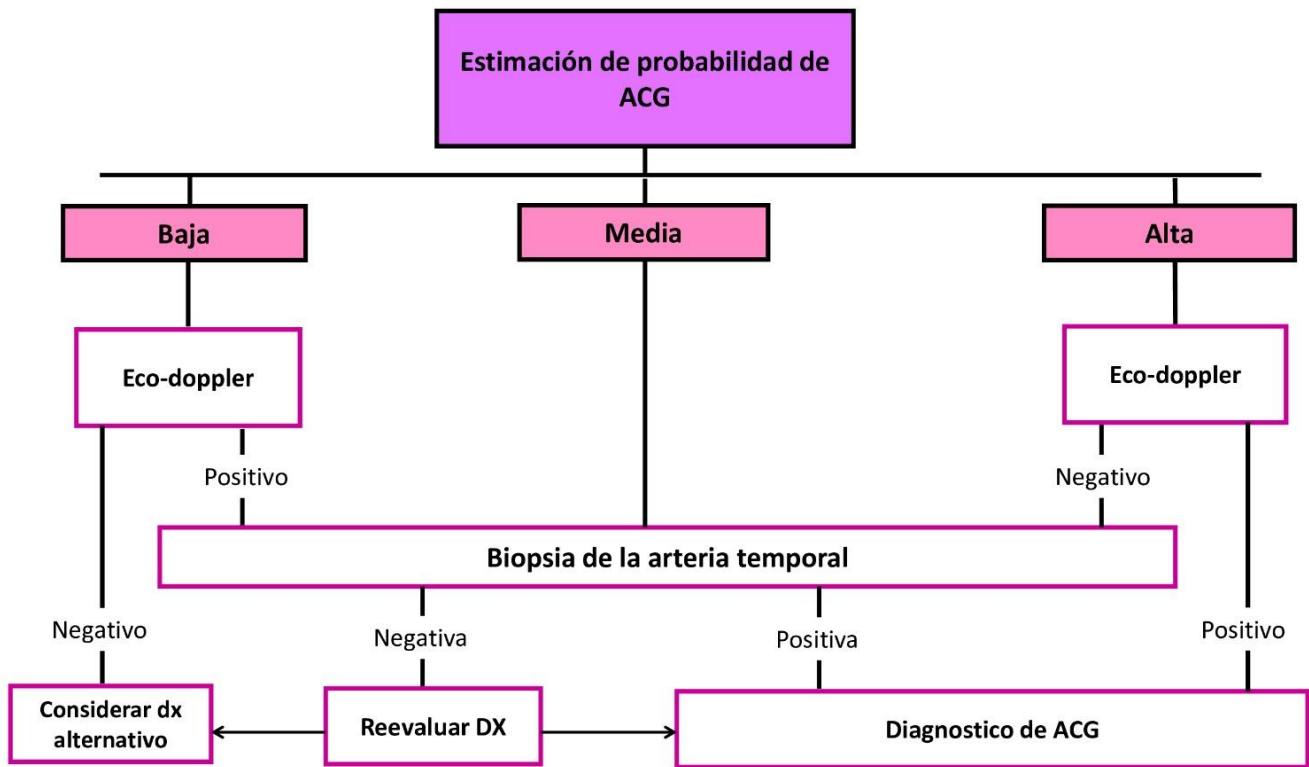 Estimación de probabilidad de
ACG
Baja
Media
Alta
Eco-doppler
Eco-doppler
Positivo
Negativo
Biopsia de la arteria temporal
Negativo
Negativa
Positiva
Positivo
Considerar dx
alternativo
Reevaluar DX
Diagnostico de ACG